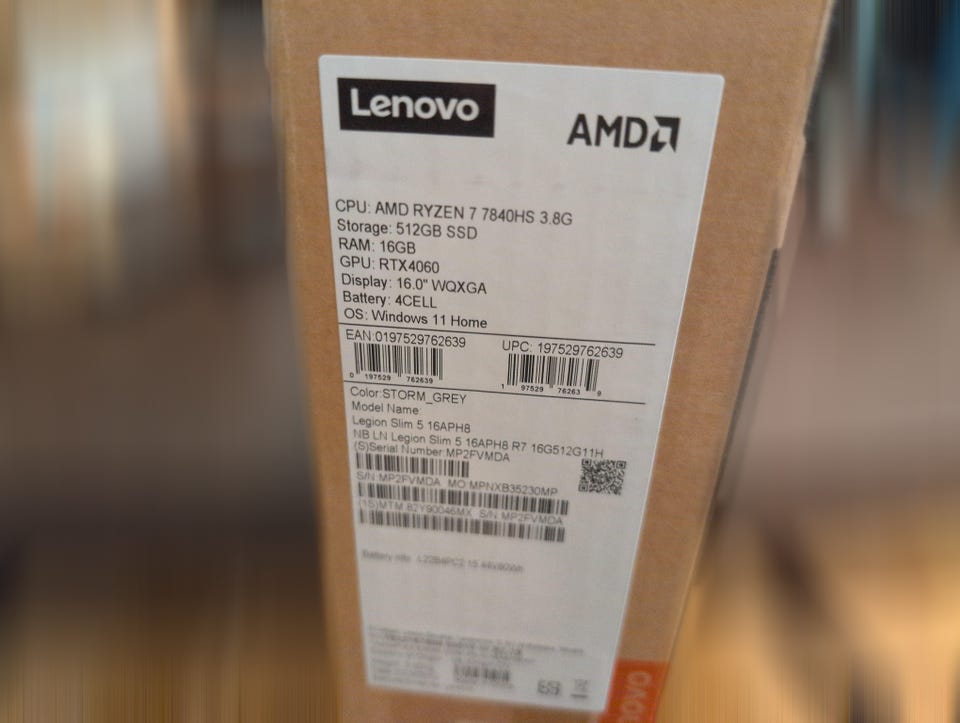 Lenovo
AMD
CPU: AMD RYZEN 7 7840HS 3.8G
Storage: 512GB SSD
RAM: 16GB
GPU: RTX4060
Display: 16.0" WQXGA
Battery: 4CELL
OS: Windows 11 Home
EAN:0197529762639
UPC: 197529762639
0 197529 762639
1 97529 76263 9
Color:STORM_GREY
Model Name:
Legion Slim 5 16APH8
NB LN Legion Slim 5 16APH8 R7 16G512G11H
(S)Serial Number:MP2FVMDA
S/N MP2FVMDA MO:MPNXB35230MP
(1S)MTM 82Y90046MX S/N MP2FVMDA
Battery info
Lenovo